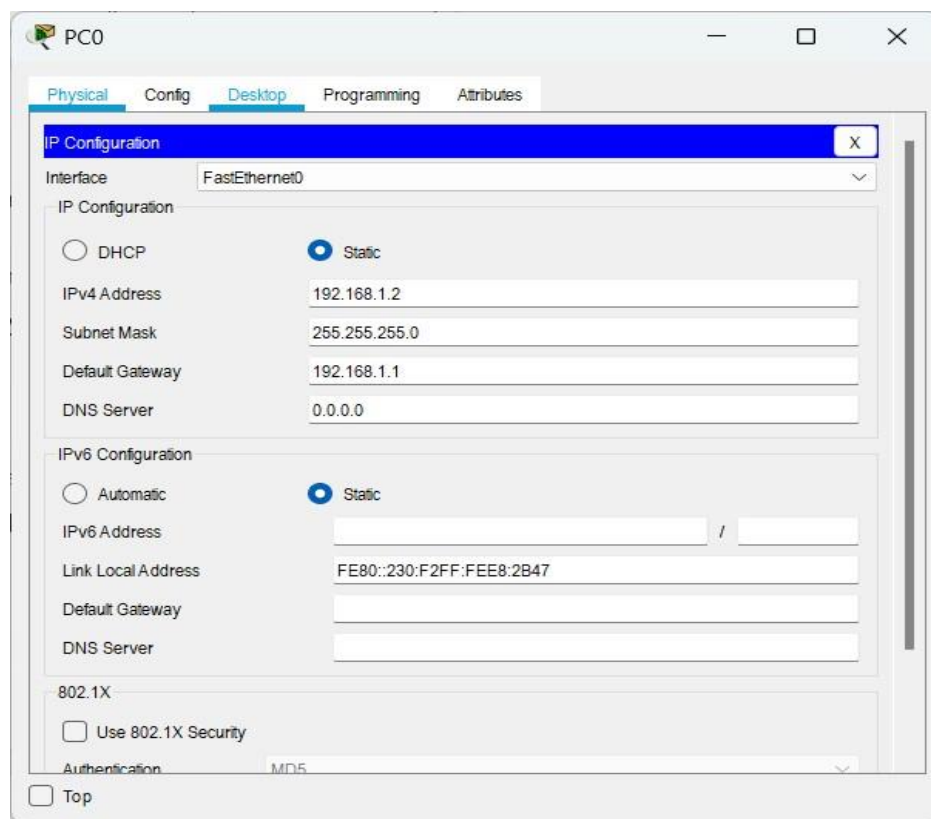 PC0
Physical Config Desktop Programming Attributes
IP Configuration X
Interface FastEthernet0
IP Configuration
DHCP Static
IPv4 Address 192.168.1.2
Subnet Mask 255.255.255.0
Default Gateway 192.168.1.1
DNS Server 0.0.0.0
IPv6 Configuration
Automatic Static
IPv6 Address /
Link Local Address FE80::230:F2FF:FEE8:2B47
Default Gateway
DNS Server
802.1X
Use 802.1X Security
Authentication MD5
Top